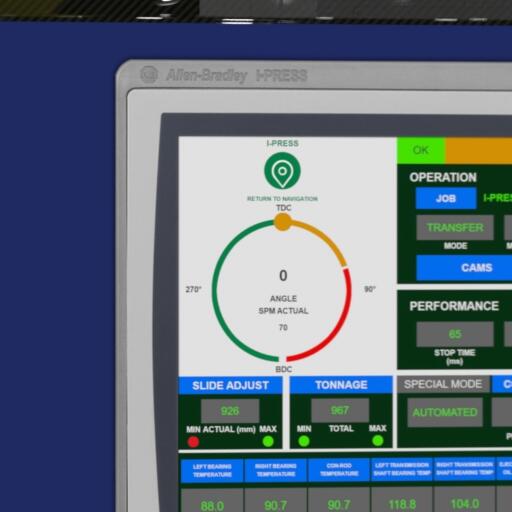 Allen-Bradley I-PRESS
I-PRESS
RETURN TO NAVIGATION
TDC
0
ANGLE
SPM ACTUAL
70
270°
90°
BDC
OK
OPERATION
JOB
TRANSFER
MODE
CAMS
PERFORMANCE
65
STOP TIME
(ms)
SLIDE ADJUST
926
MIN ACTUAL (mm) MAX
TONNAGE
967
MIN TOTAL MAX
SPECIAL MODE
AUTOMATED
LEFT BEARING
TEMPERATURE
RIGHT BEARING
TEMPERATURE
CON-ROD
TEMPERATURE
LEFT TRANSMISSION
SHAFT BEARING TEMP
RIGHT TRANSMISSION
SHAFT BEARING TEMP
88.0 90.7 90.7 118.8 104.0